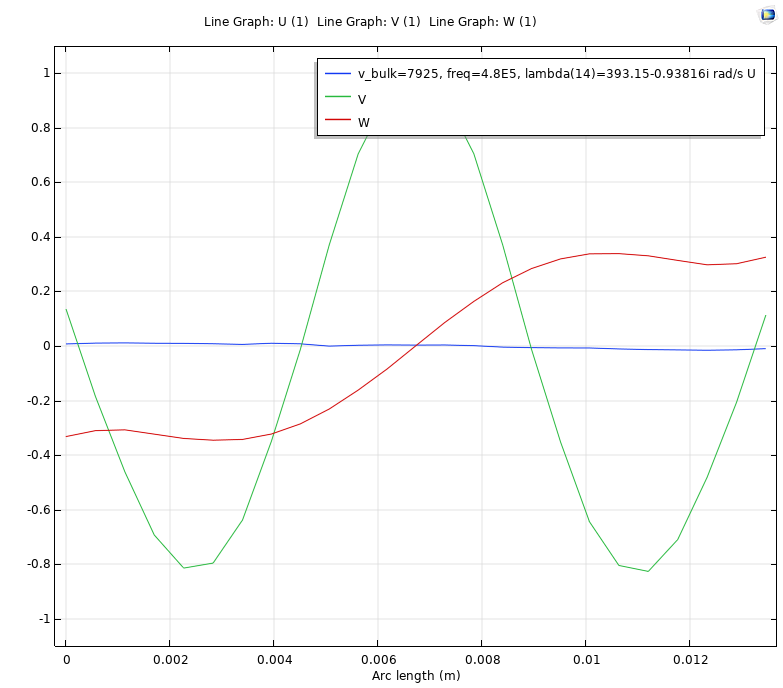 Line Graph: U (1) Line Graph: V (1) Line Graph: W (1)
v_bulk=7925, freq=4.8E5, lambda(14)=393.15-0.93816i rad/s U
V
W
1
0.8
0.6
0.4
0.2
0
-0.2
-0.4
-0.6
-0.8
-1
0 0.002 0.004 0.006 0.008 0.01 0.012
Arc length (m)